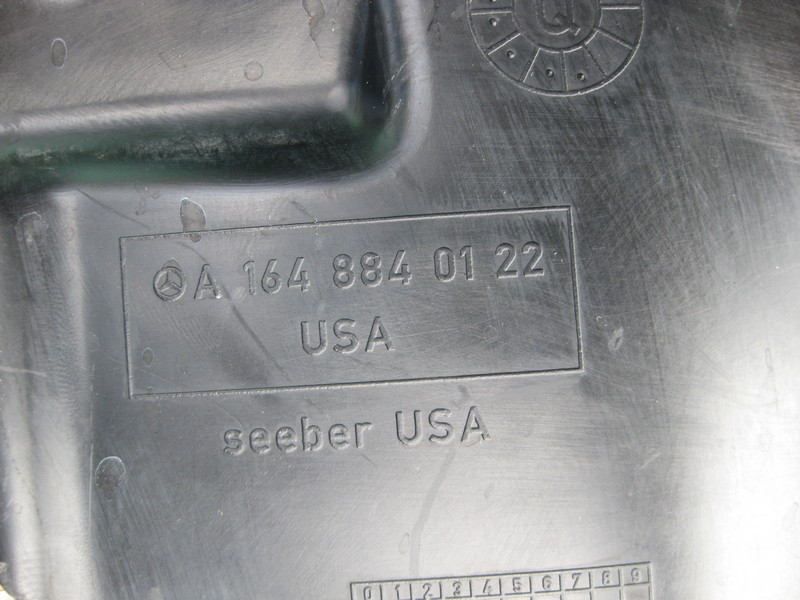 Q
A 164 884 01 22
USA
seeber USA
0 1 2 3 4 5 6 7 8 9